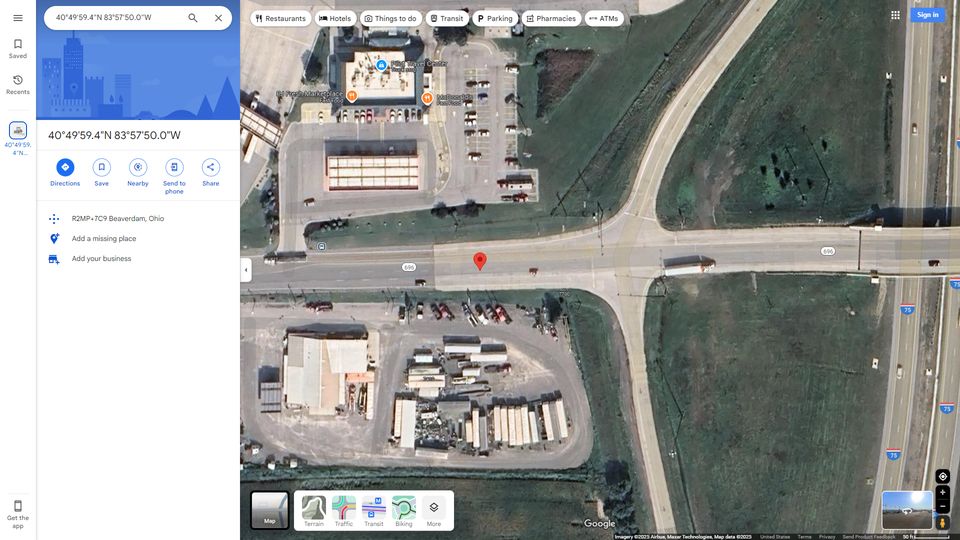 40°49'59.4"N 83°57'50.0"W
Restaurants
Hotels
Things to do
Transit
Parking
Pharmacies
ATMs
Sign in
Saved
Recents
40°49'59.
4"N...
40°49'59.4"N 83°57'50.0"W
Directions
Save
Nearby
Send to
phone
Share
R2MP+7C9 Beaverdam, Ohio
Add a missing place
Add your business
Pilot Travel Center
McDonald's
Fast Food
PJ Fresh Marketplace
Fast Food
696
696
75
75
75
Get the
app
Map
Terrain
Traffic
Transit
Biking
More
Google
Imagery ©2025 Airbus, Maxar Technologies, Map data ©2025
United States
Terms
Privacy
Send Product Feedback
50 ft